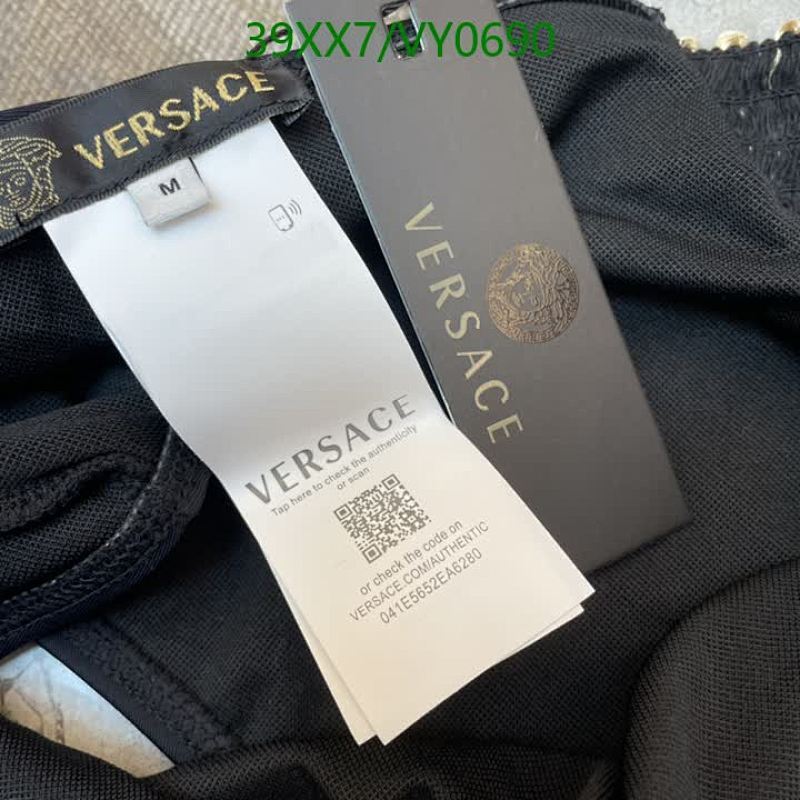 39XX7/VY0690
VERSACE
M
VERSACE
VERSACE
Tap here to check the authenticity
or scan
or check the code on
VERSACE.COM/AUTHENTIC
041E5652EA6280